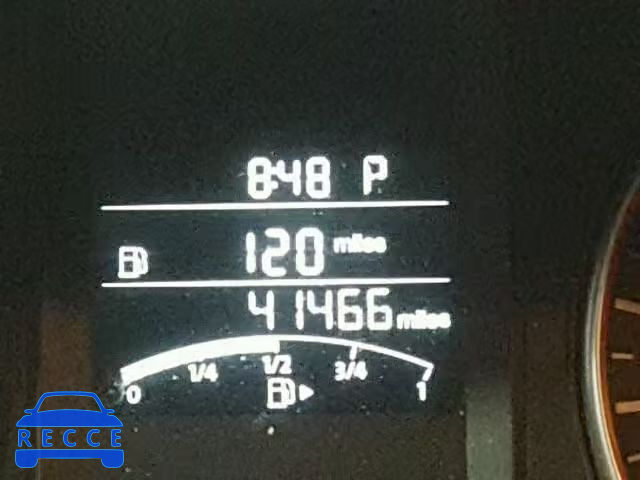 8:48 P
120 miles
41466 miles
0 1/4 1/2 3/4 1
RECCE